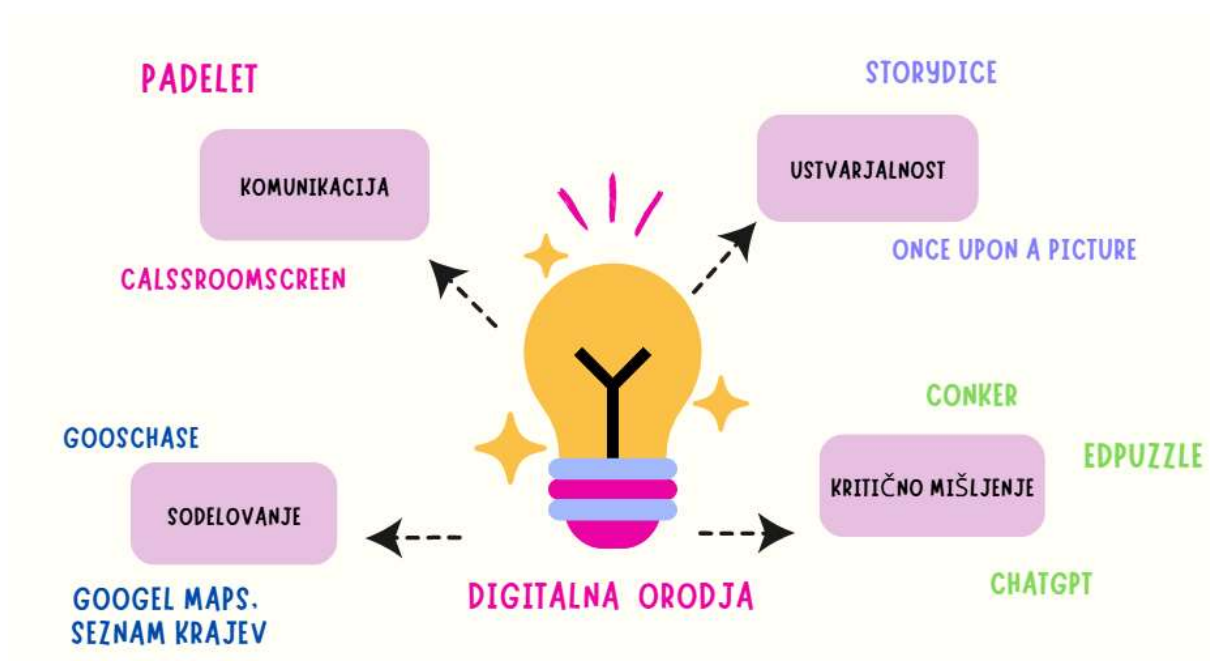 PADELET
KOMUNIKACIJA
CALSSROOMSCREEN
STORYDICE
USTVARJALNOST
ONCE UPON A PICTURE
GOOSCHASE
SODELOVANJE
GOOGEL MAPS,
SEZNAM KRAJEV
CONKER
EDPUZZLE
KRITIČNO MIŠLJENJE
CHATGPT
DIGITALNA ORODJA